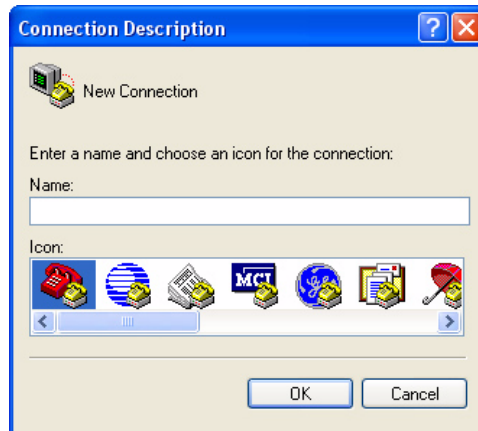 Connection Description
New Connection
Enter a name and choose an icon for the connection:
Name:
Icon:
MCI
OK
Cancel